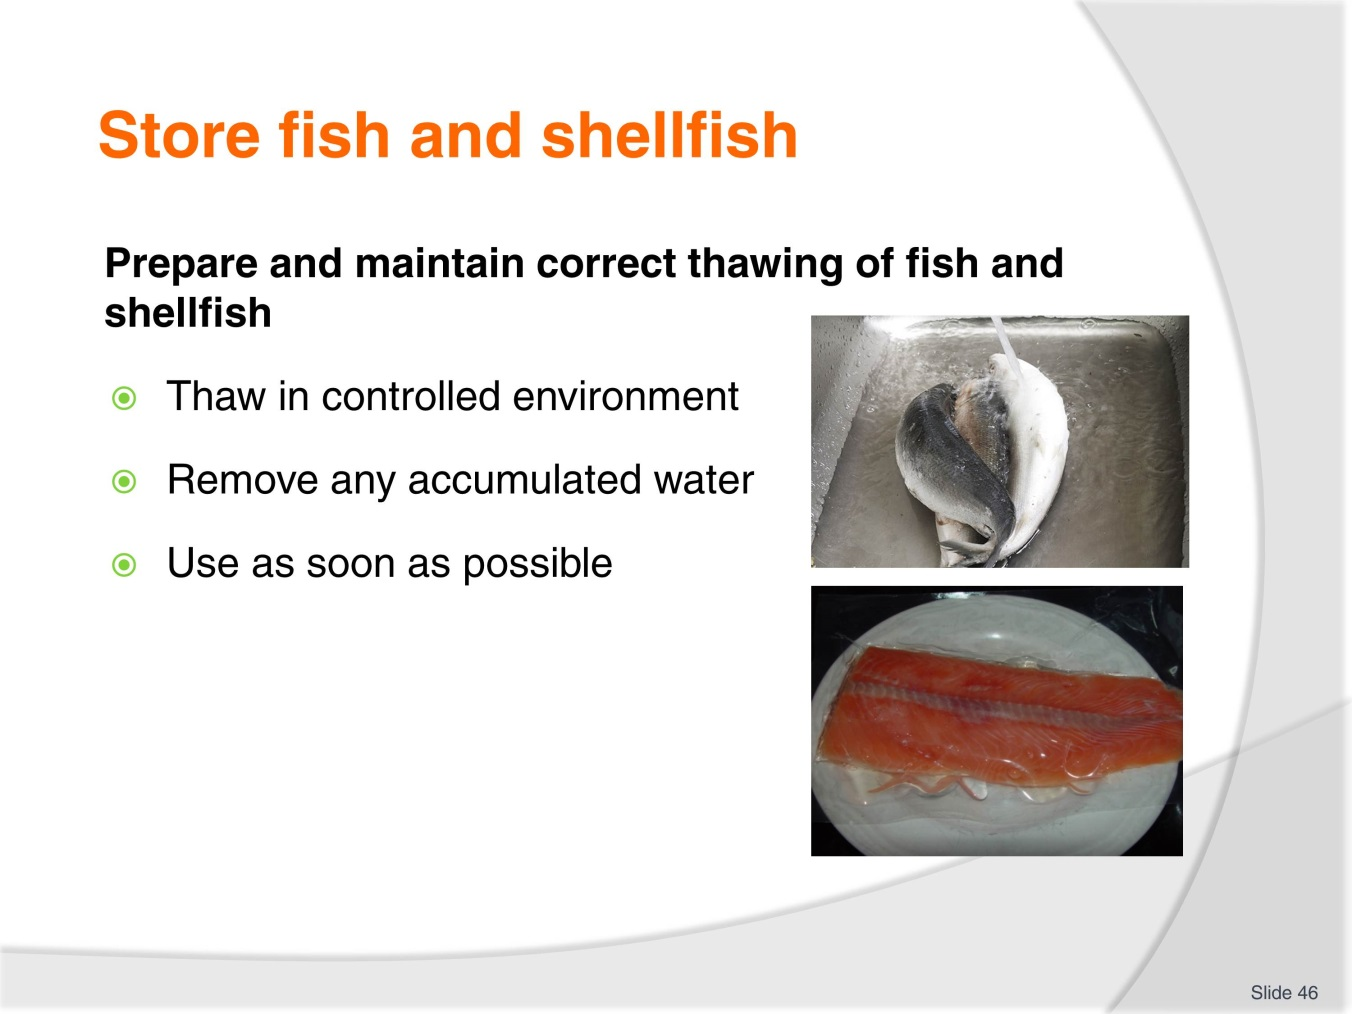 Store fish and shellfish
Prepare and maintain correct thawing of fish and
shellfish
Thaw in controlled environment
Remove any accumulated water
Use as soon as possible
Slide 46